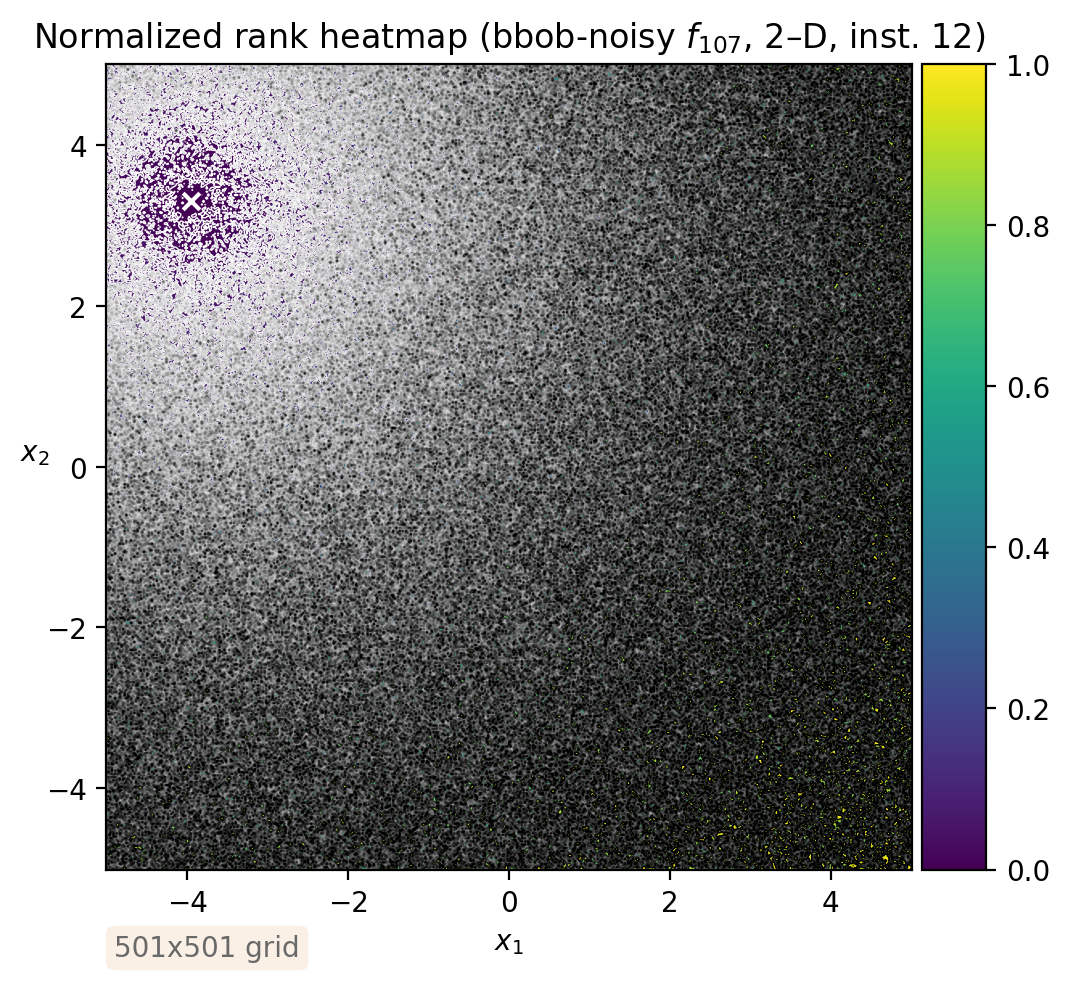 Normalized rank heatmap (bbob-noisy f₁₀₇, 2–D, inst. 12)
1.0
4
0.8
2
0.6
x₂
0
0.4
−2
0.2
−4
0.0
−4 −2 0 2 4
x₁
501x501 grid